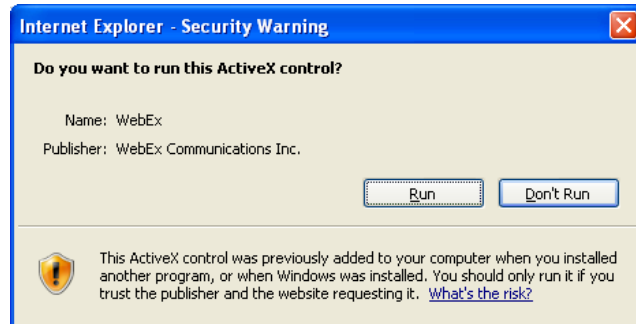 Internet Explorer - Security Warning
Do you want to run this ActiveX control?
Name: WebEx
Publisher: WebEx Communications Inc.
Run Don't Run
This ActiveX control was previously added to your computer when you installed
another program, or when Windows was installed. You should only run it if you
trust the publisher and the website requesting it. What's the risk?